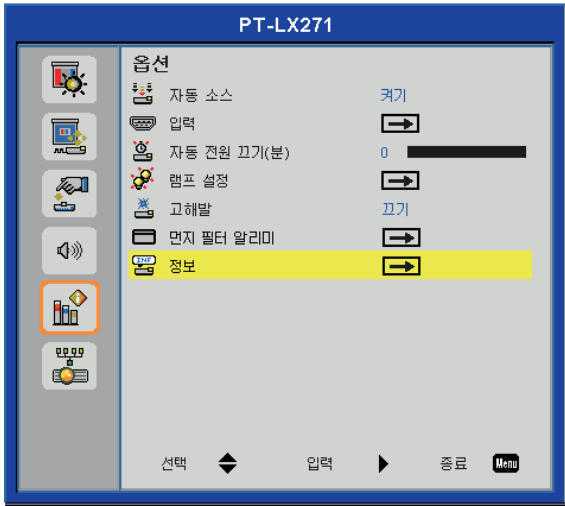 PT-LX271
옵션
자동 소스 켜기
입력
자동 전원 끄기(분) 0
램프 설정
고해발 끄기
먼지 필터 알리미
INF 정보
선택 입력 종료 Menu